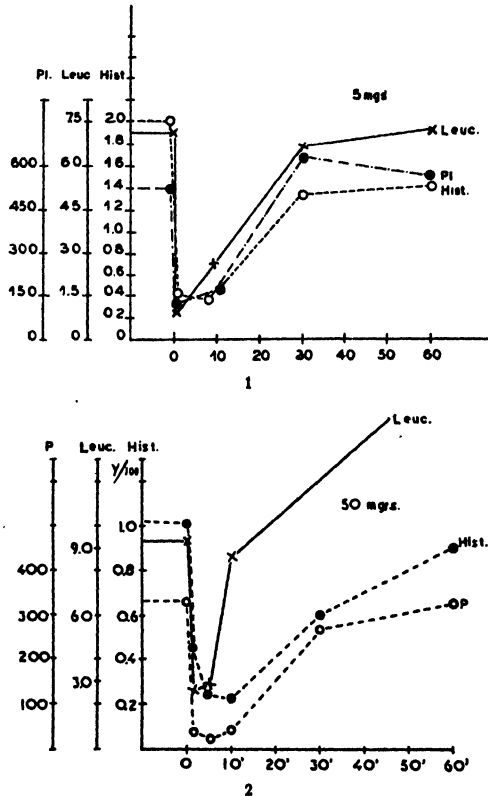 Pl. Leuc Hist.
5 mgs
75 2.0
1.8
Leuc.
600 60 1.6
1.4
Pl
Hist.
450 45 1.2
1.0
300 3.0 0.8
0.6
150 1.5 0.4
0.2
0 0 0
0 10 20 30 40 50 60
1
Leuc.
P Leuc. Hist.
γ/100
50 mgrs.
1.0
9.0
Hist.
400 0.8
300 6.0 0.6
P
200 0.4
3.0
100 0.2
0 10' 20' 30' 40' 50' 60'
2